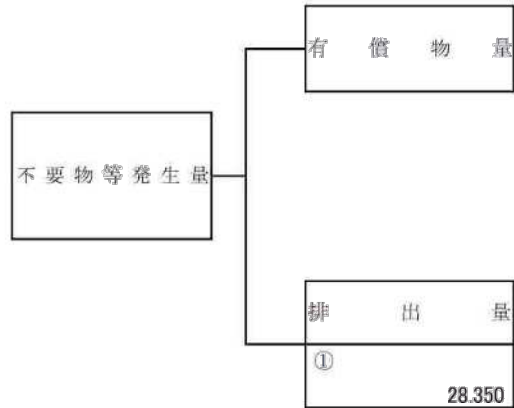 有償物量
不要物等発生量
排出量
①
28.350